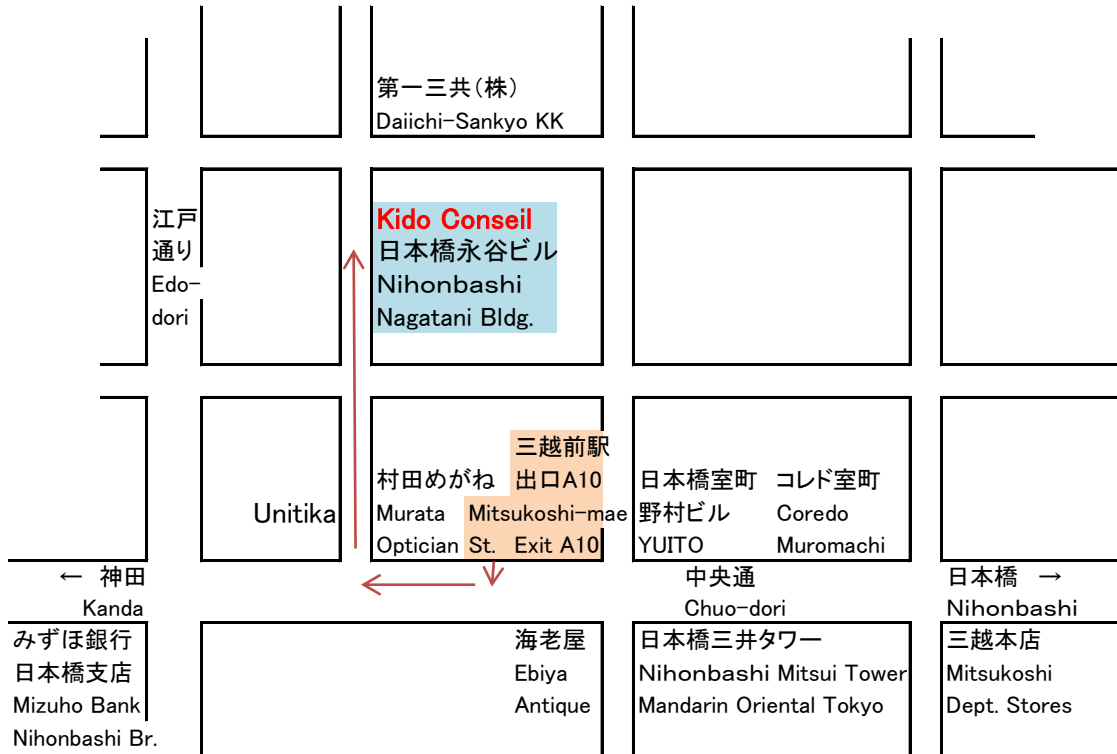 第一三共(株)
Daiichi-Sankyo KK
江戸
通り
Edo-
dori
Kido Conseil
日本橋永谷ビル
Nihonbashi
Nagatani Bldg.
Unitika
村田めがね
Murata
Optician
三越前駅
出口A10
Mitsukoshi-mae
St. Exit A10
日本橋室町
野村ビル
YUITO
コレド室町
Coredo
Muromachi
← 神田
Kanda
中央通
Chuo-dori
日本橋 →
Nihonbashi
みずほ銀行
日本橋支店
Mizuho Bank
Nihonbashi Br.
海老屋
Ebiya
Antique
日本橋三井タワー
Nihonbashi Mitsui Tower
Mandarin Oriental Tokyo
三越本店
Mitsukoshi
Dept. Stores